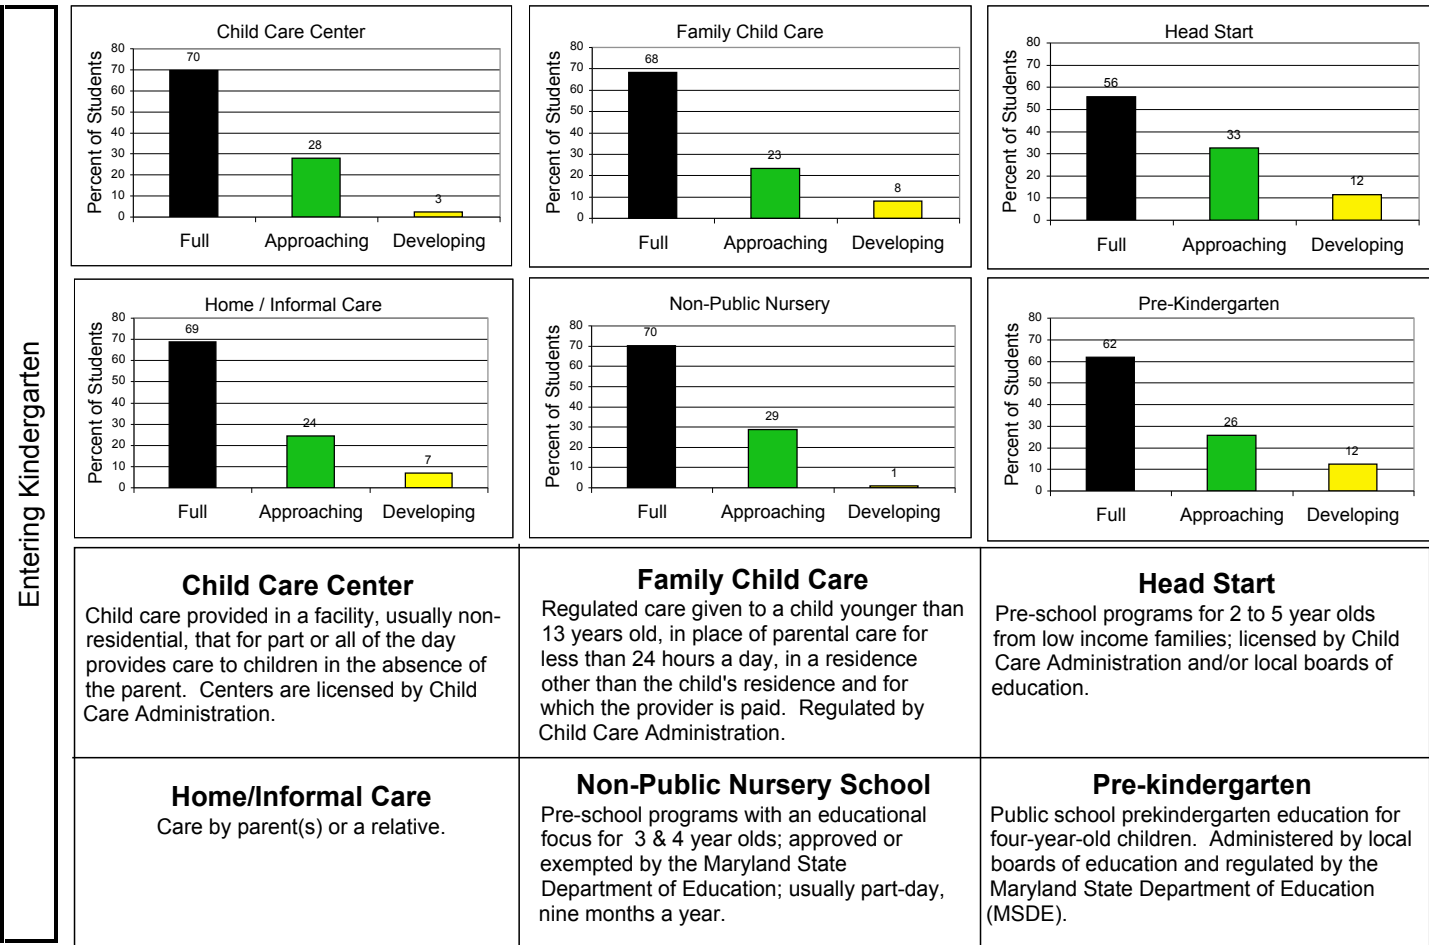 Entering Kindergarten
Child Care Center
Percent of Students
80
70
60
50
40
30
20
10
0
70
28
3
Full Approaching Developing
Family Child Care
Percent of Students
80
70
60
50
40
30
20
10
0
68
23
8
Full Approaching Developing
Head Start
Percent of Students
80
70
60
50
40
30
20
10
0
56
33
12
Full Approaching Developing
Home / Informal Care
Percent of Students
80
70
60
50
40
30
20
10
0
69
24
7
Full Approaching Developing
Non-Public Nursery
Percent of Students
80
70
60
50
40
30
20
10
0
70
29
1
Full Approaching Developing
Pre-Kindergarten
Percent of Students
80
70
60
50
40
30
20
10
0
62
26
12
Full Approaching Developing
Child Care Center
Child care provided in a facility, usually non-
residential, that for part or all of the day
provides care to children in the absence of
the parent. Centers are licensed by Child
Care Administration.
Family Child Care
Regulated care given to a child younger than
13 years old, in place of parental care for
less than 24 hours a day, in a residence
other than the child's residence and for
which the provider is paid. Regulated by
Child Care Administration.
Head Start
Pre-school programs for 2 to 5 year olds
from low income families; licensed by Child
Care Administration and/or local boards of
education.
Home/Informal Care
Care by parent(s) or a relative.
Non-Public Nursery School
Pre-school programs with an educational
focus for 3 & 4 year olds; approved or
exempted by the Maryland State
Department of Education; usually part-day,
nine months a year.
Pre-kindergarten
Public school prekindergarten education for
four-year-old children. Administered by local
boards of education and regulated by the
Maryland State Department of Education
(MSDE).